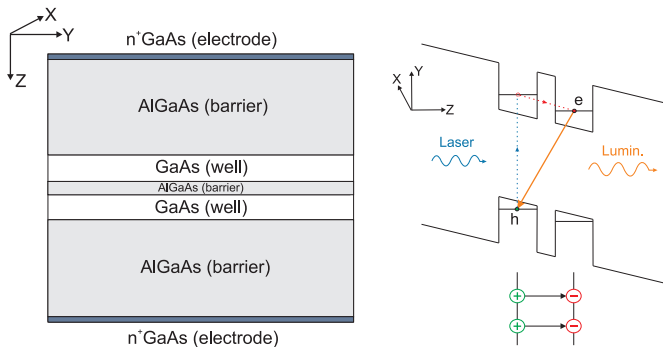 X
Y
Z
n⁺GaAs (electrode)
AlGaAs (barrier)
GaAs (well)
AlGaAs (barrier)
GaAs (well)
AlGaAs (barrier)
n⁺GaAs (electrode)
X
Y
Z
e
Laser
Lumin.
h
+
−
+
−